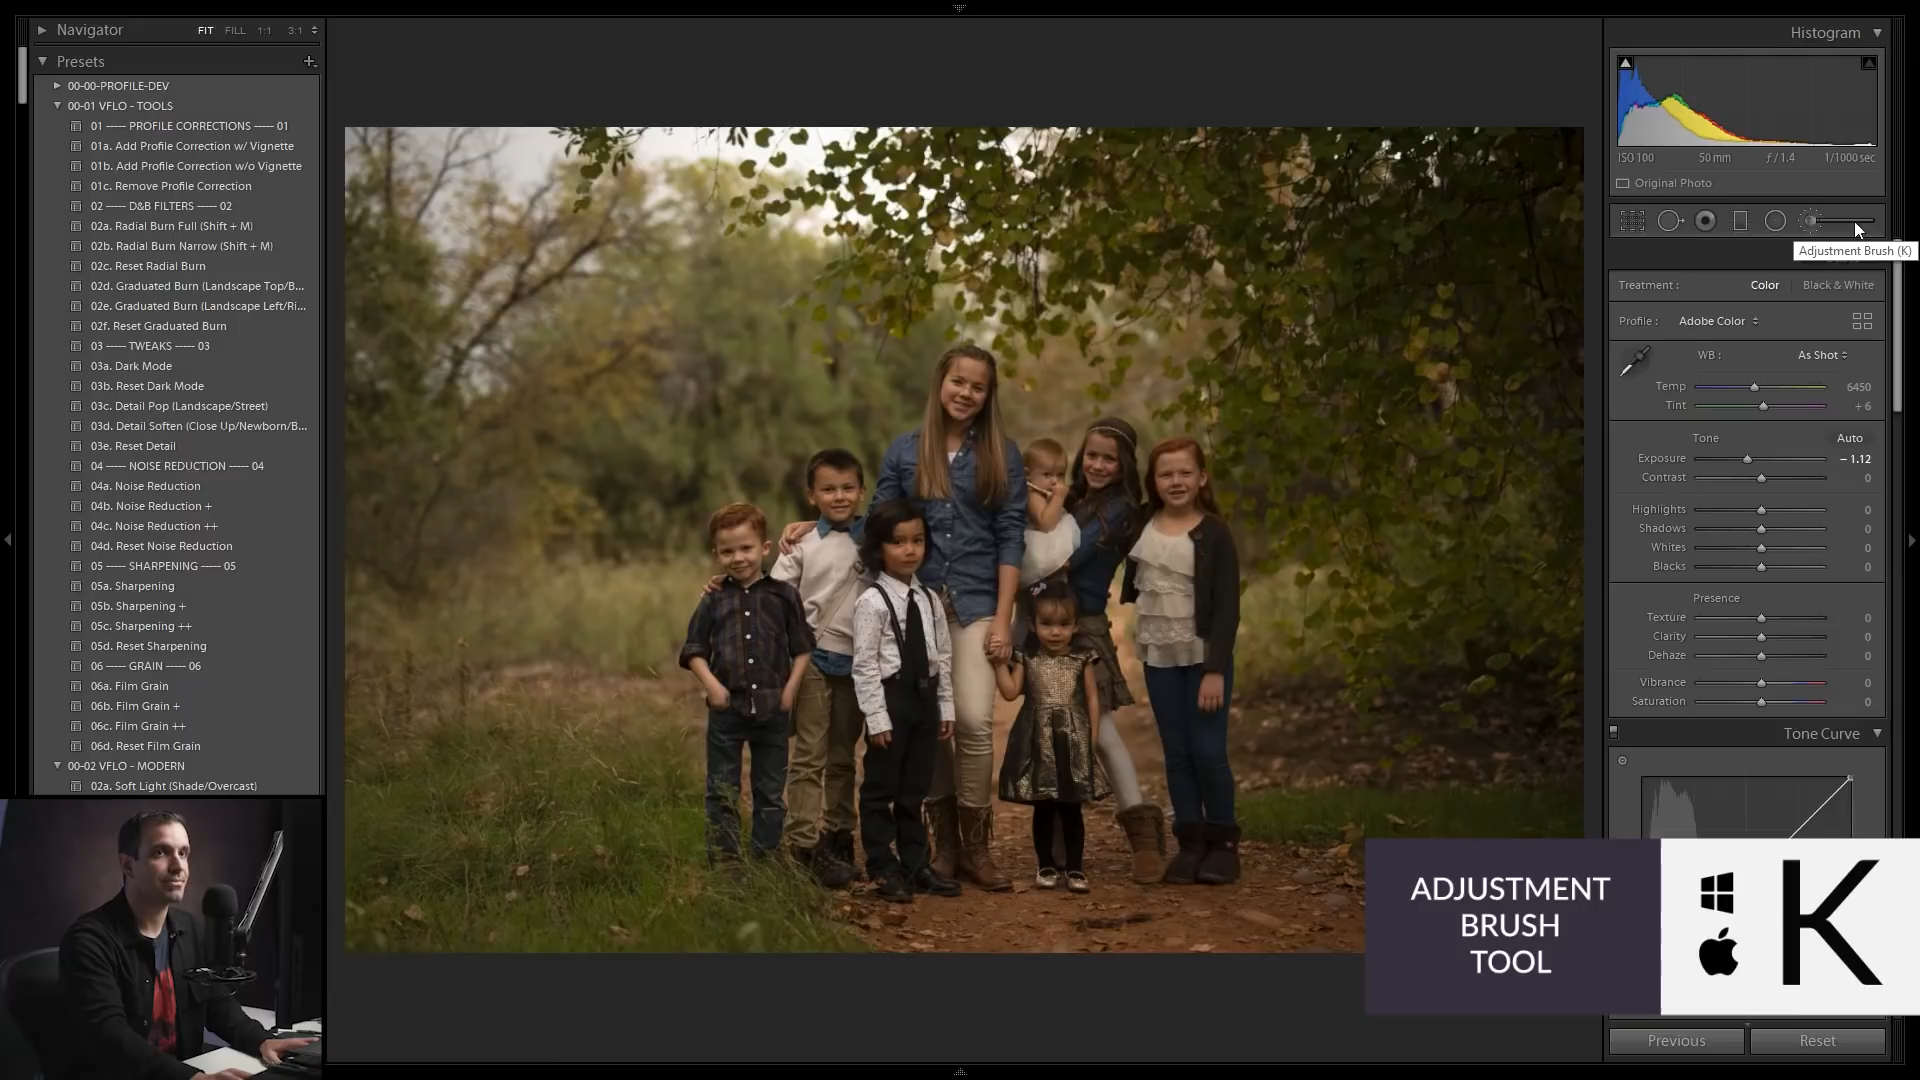 Navigator
FIT FILL 1:1 3:1
Presets
00-00-PROFILE-DEV
00-01 VFLO - TOOLS
01 ----- PROFILE CORRECTIONS ----- 01
01a. Add Profile Correction w/ Vignette
01b. Add Profile Correction w/o Vignette
01c. Remove Profile Correction
02 ----- D&B FILTERS ----- 02
02a. Radial Burn Full (Shift + M)
02b. Radial Burn Narrow (Shift + M)
02c. Reset Radial Burn
02d. Graduated Burn (Landscape Top/B...
02e. Graduated Burn (Landscape Left/Ri...
02f. Reset Graduated Burn
03 ----- TWEAKS ----- 03
03a. Dark Mode
03b. Reset Dark Mode
03c. Detail Pop (Landscape/Street)
03d. Detail Soften (Close Up/Newborn/B...
03e. Reset Detail
04 ----- NOISE REDUCTION ----- 04
04a. Noise Reduction
04b. Noise Reduction +
04c. Noise Reduction ++
04d. Reset Noise Reduction
05 ----- SHARPENING ----- 05
05a. Sharpening
05b. Sharpening +
05c. Sharpening ++
05d. Reset Sharpening
06 ----- GRAIN ----- 06
06a. Film Grain
06b. Film Grain +
06c. Film Grain ++
06d. Reset Film Grain
00-02 VFLO - MODERN
02a. Soft Light (Shade/Overcast)
Histogram
ISO 100 50 mm ƒ / 1.4 1/1000 sec
Original Photo
Adjustment Brush (K)
Treatment : Color Black & White
Profile : Adobe Color
WB : As Shot
Temp 6450
Tint + 6
Tone Auto
Exposure – 1.12
Contrast 0
Highlights 0
Shadows 0
Whites 0
Blacks 0
Presence
Texture 0
Clarity 0
Dehaze 0
Vibrance 0
Saturation 0
Tone Curve
ADJUSTMENT
BRUSH
TOOL
K
Previous Reset